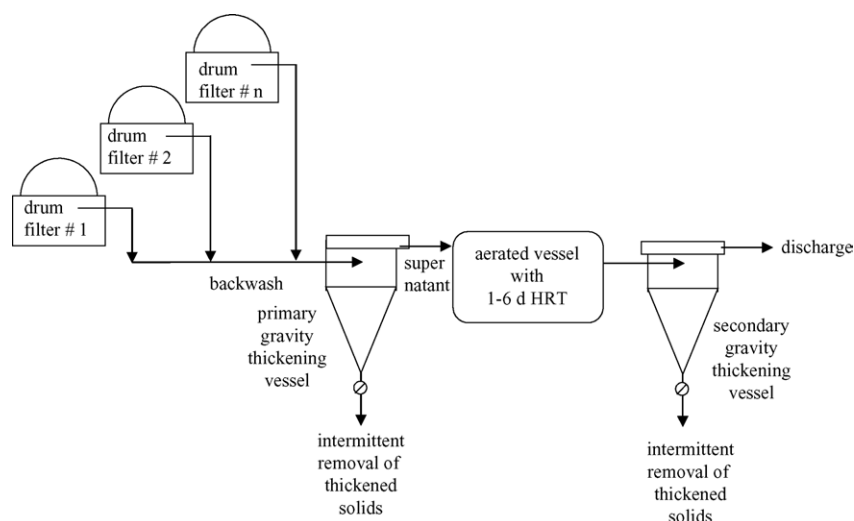 drum
filter # n
drum
filter # 2
drum
filter # 1
backwash
super
natant
aerated vessel
with
1-6 d HRT
discharge
primary
gravity
thickening
vessel
secondary
gravity
thickening
vessel
intermittent
removal of
thickened
solids
intermittent
removal of
thickened
solids